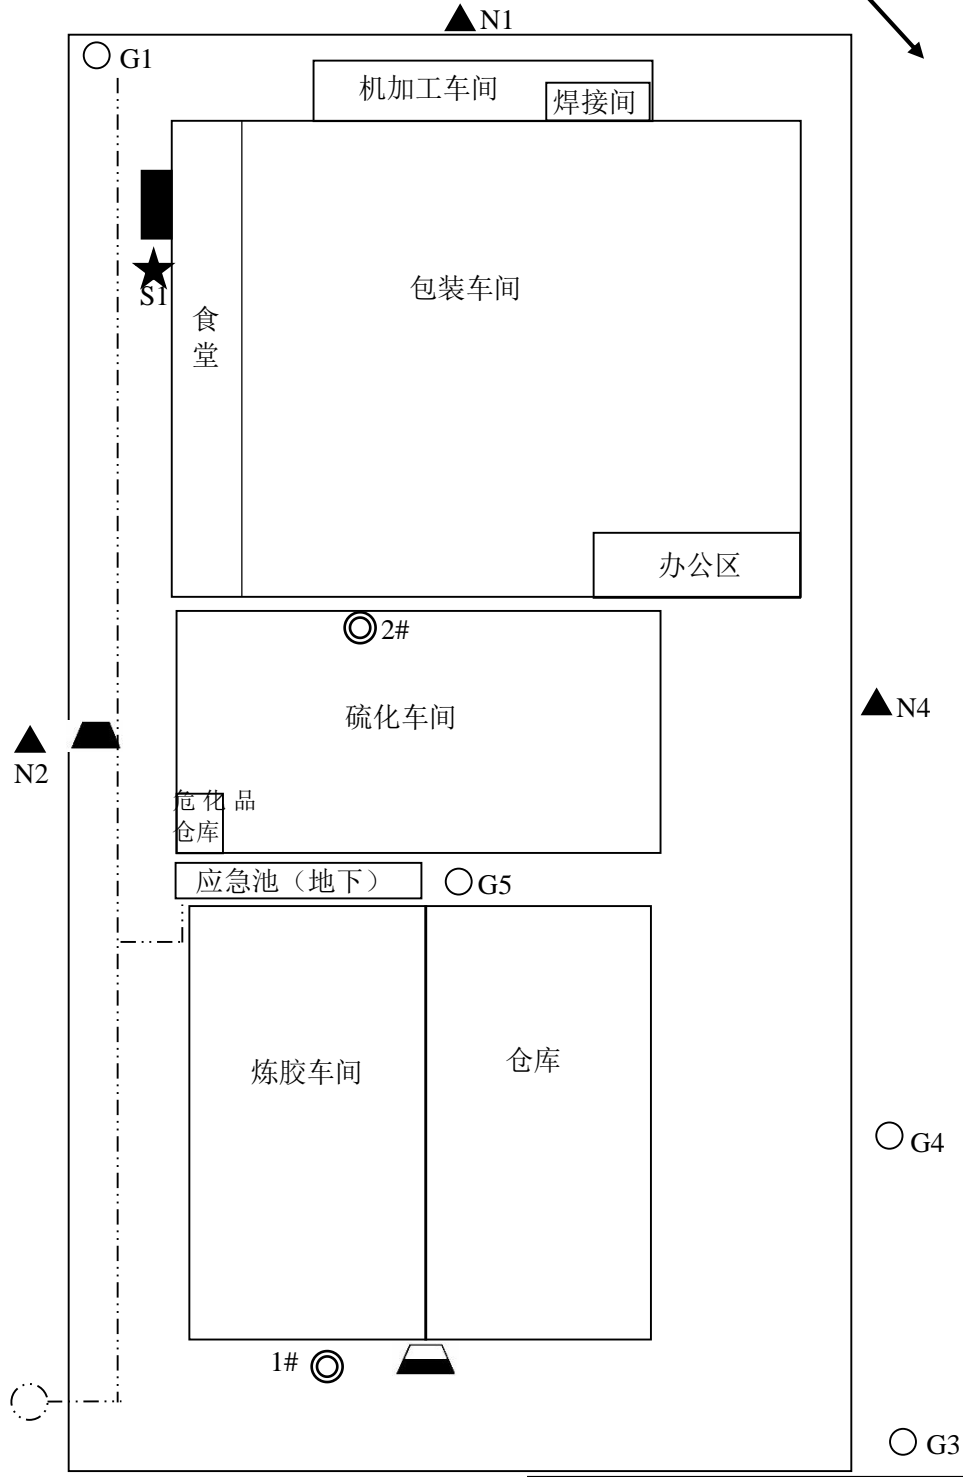 N1
G1
机加工车间
焊接间
S1
包装车间
食
堂
办公区
2#
硫化车间
N4
N2
危化品
仓库
应急池（地下）
G5
炼胶车间
仓库
G4
1#
G3